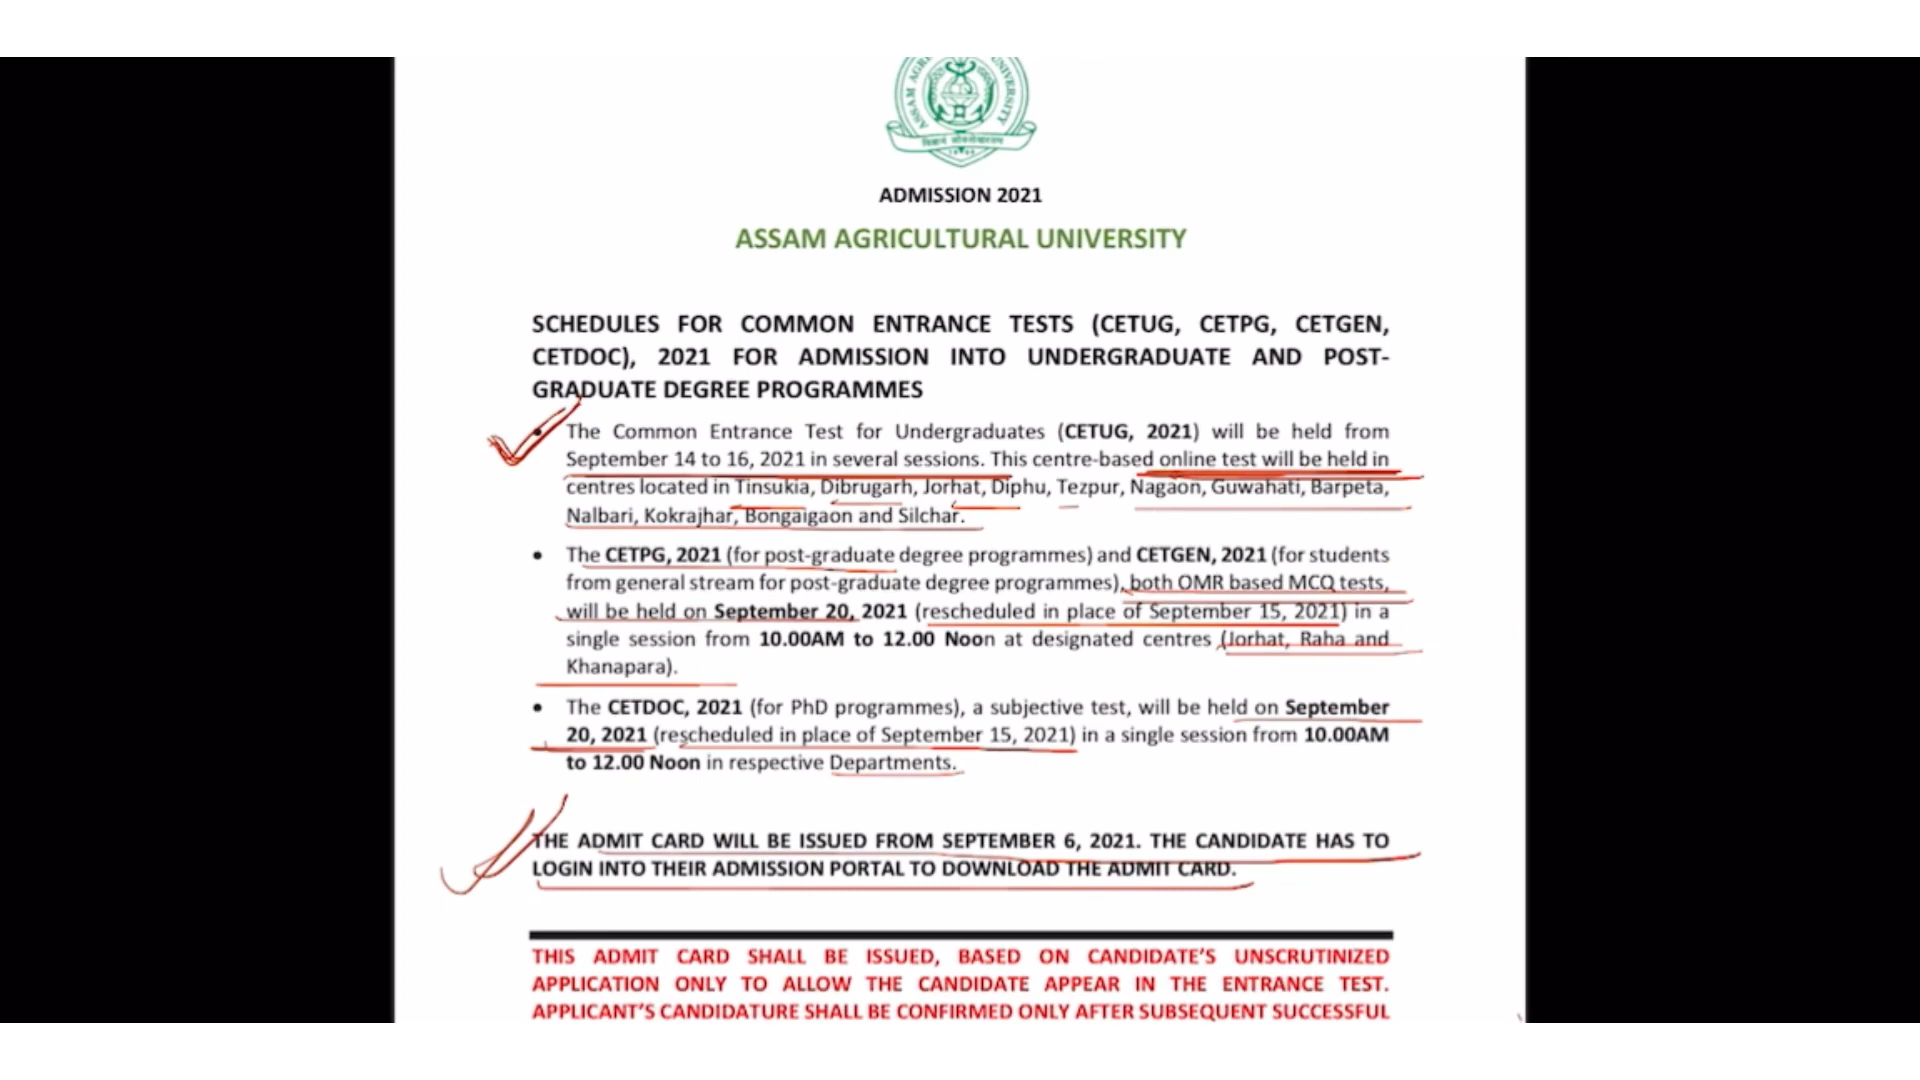 ASSAM AGRI UNIVERSITY
ADMISSION 2021
ASSAM AGRICULTURAL UNIVERSITY
SCHEDULES FOR COMMON ENTRANCE TESTS (CETUG, CETPG, CETGEN,
CETDOC), 2021 FOR ADMISSION INTO UNDERGRADUATE AND POST-
GRADUATE DEGREE PROGRAMMES
• The Common Entrance Test for Undergraduates (CETUG, 2021) will be held from
September 14 to 16, 2021 in several sessions. This centre-based online test will be held in
centres located in Tinsukia, Dibrugarh, Jorhat, Diphu, Tezpur, Nagaon, Guwahati, Barpeta,
Nalbari, Kokrajhar, Bongaigaon and Silchar.
• The CETPG, 2021 (for post-graduate degree programmes) and CETGEN, 2021 (for students
from general stream for post-graduate degree programmes), both OMR based MCQ tests,
will be held on September 20, 2021 (rescheduled in place of September 15, 2021) in a
single session from 10.00AM to 12.00 Noon at designated centres (Jorhat, Raha and
Khanapara).
• The CETDOC, 2021 (for PhD programmes), a subjective test, will be held on September
20, 2021 (rescheduled in place of September 15, 2021) in a single session from 10.00AM
to 12.00 Noon in respective Departments.
THE ADMIT CARD WILL BE ISSUED FROM SEPTEMBER 6, 2021. THE CANDIDATE HAS TO
LOGIN INTO THEIR ADMISSION PORTAL TO DOWNLOAD THE ADMIT CARD.
THIS ADMIT CARD SHALL BE ISSUED, BASED ON CANDIDATE'S UNSCRUTINIZED
APPLICATION ONLY TO ALLOW THE CANDIDATE APPEAR IN THE ENTRANCE TEST.
APPLICANT'S CANDIDATURE SHALL BE CONFIRMED ONLY AFTER SUBSEQUENT SUCCESSFUL